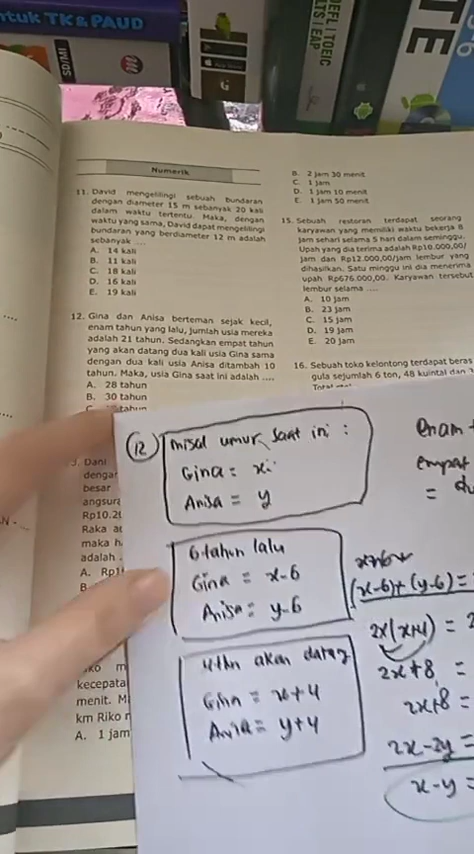 ntuk TK & PAUD
SD/MI
TOEFL | TOEIC
IELTS | EAP
TE
Numerik
11. David mengelilingi sebuah bundaran
dengan diameter 15 m sebanyak 20 kali
dalam waktu tertentu. Maka, dengan
waktu yang sama, David dapat mengelilingi
bundaran yang berdiameter 12 m adalah
sebanyak ....
A. 14 kali
B. 11 kali
C. 18 kali
D. 16 kali
E. 19 kali
12. Gina dan Anisa berteman sejak kecil,
enam tahun yang lalu, jumlah usia mereka
adalah 21 tahun. Sedangkan empat tahun
yang akan datang dua kali usia Gina sama
dengan dua kali usia Anisa ditambah 10
tahun. Maka, usia Gina saat ini adalah ....
A. 28 tahun
B. 30 tahun
tahun
Dani
dengar
besar
angsura
Rp10.2
Raka at
maka h
adalah .
A. Rp1
B
ko m
kecepata
menit. M
km Riko r
A. 1 jam
B. 2 jam 30 menit
C. 1 jam
D. 1 jam 10 menit
E. 1 jam 50 menit
15. Sebuah restoran terdapat seorang
karyawan yang memiliki waktu bekerja 8
jam sehari selama 5 hari dalam seminggu.
Upah yang dia terima adalah Rp10.000,00/
jam dan Rp12.000,00/jam lembur yang
dihasilkan. Satu minggu ini dia menerima
upah Rp676.000,00. Karyawan tersebut
lembur selama ....
A. 10 jam
B. 23 jam
C. 15 jam
D. 19 jam
E. 20 jam
16. Sebuah toko kelontong terdapat beras
gula sejumlah 6 ton, 48 kuintal dan
12 misal umur saat ini :
Gina = x
Anisa = y
6 tahun lalu
Gina = x-6
Anisa = y-6
4 thn akan datang
Gina = x+4
Anisa = y+4
enam
empat
=
(x-6)+(y-6) =
2x(x+4) = 2
2x+8 =
2x+8 =
2x-2y =
x-y =